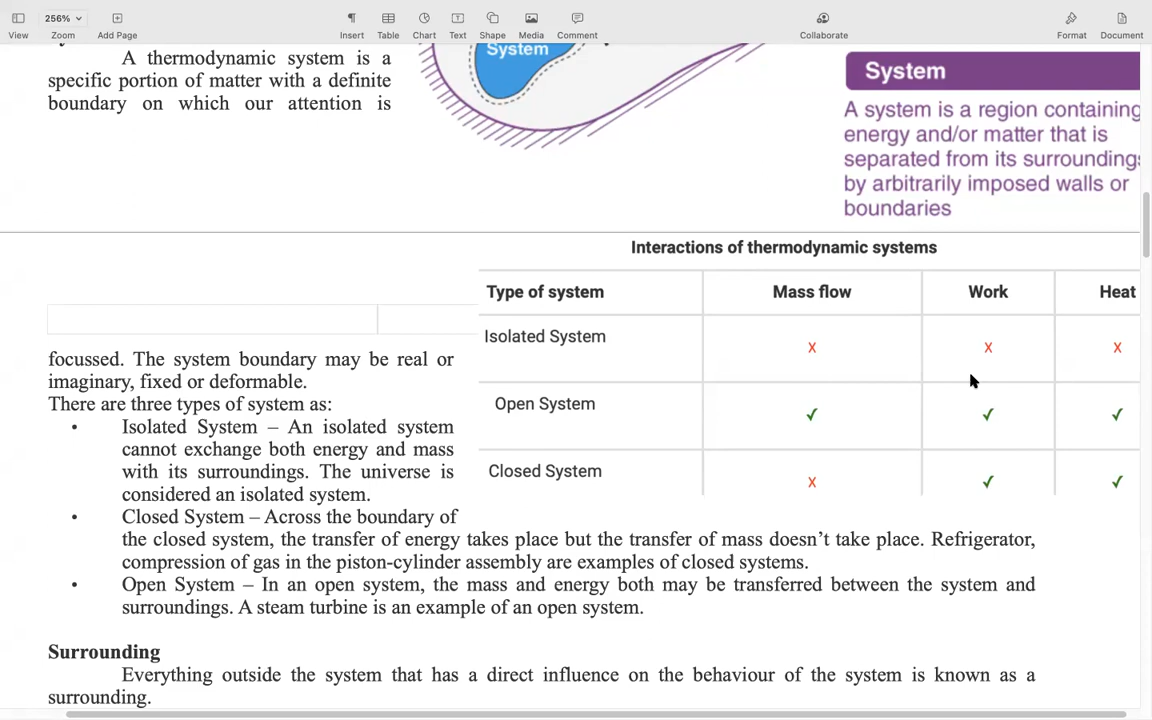 256%
View
Zoom
Add Page
Insert
Table
Chart
Text
Shape
Media
Comment
Collaborate
Format
Document
A thermodynamic system is a
specific portion of matter with a definite
boundary on which our attention is
System
System
A system is a region containing
energy and/or matter that is
separated from its surroundings
by arbitrarily imposed walls or
boundaries
Interactions of thermodynamic systems
Type of system Mass flow Work Heat
Isolated System X X X
Open System ✓ ✓ ✓
Closed System X ✓ ✓
focussed. The system boundary may be real or
imaginary, fixed or deformable.
There are three types of system as:
• Isolated System – An isolated system
cannot exchange both energy and mass
with its surroundings. The universe is
considered an isolated system.
• Closed System – Across the boundary of
the closed system, the transfer of energy takes place but the transfer of mass doesn’t take place. Refrigerator,
compression of gas in the piston-cylinder assembly are examples of closed systems.
• Open System – In an open system, the mass and energy both may be transferred between the system and
surroundings. A steam turbine is an example of an open system.
Surrounding
Everything outside the system that has a direct influence on the behaviour of the system is known as a
surrounding.